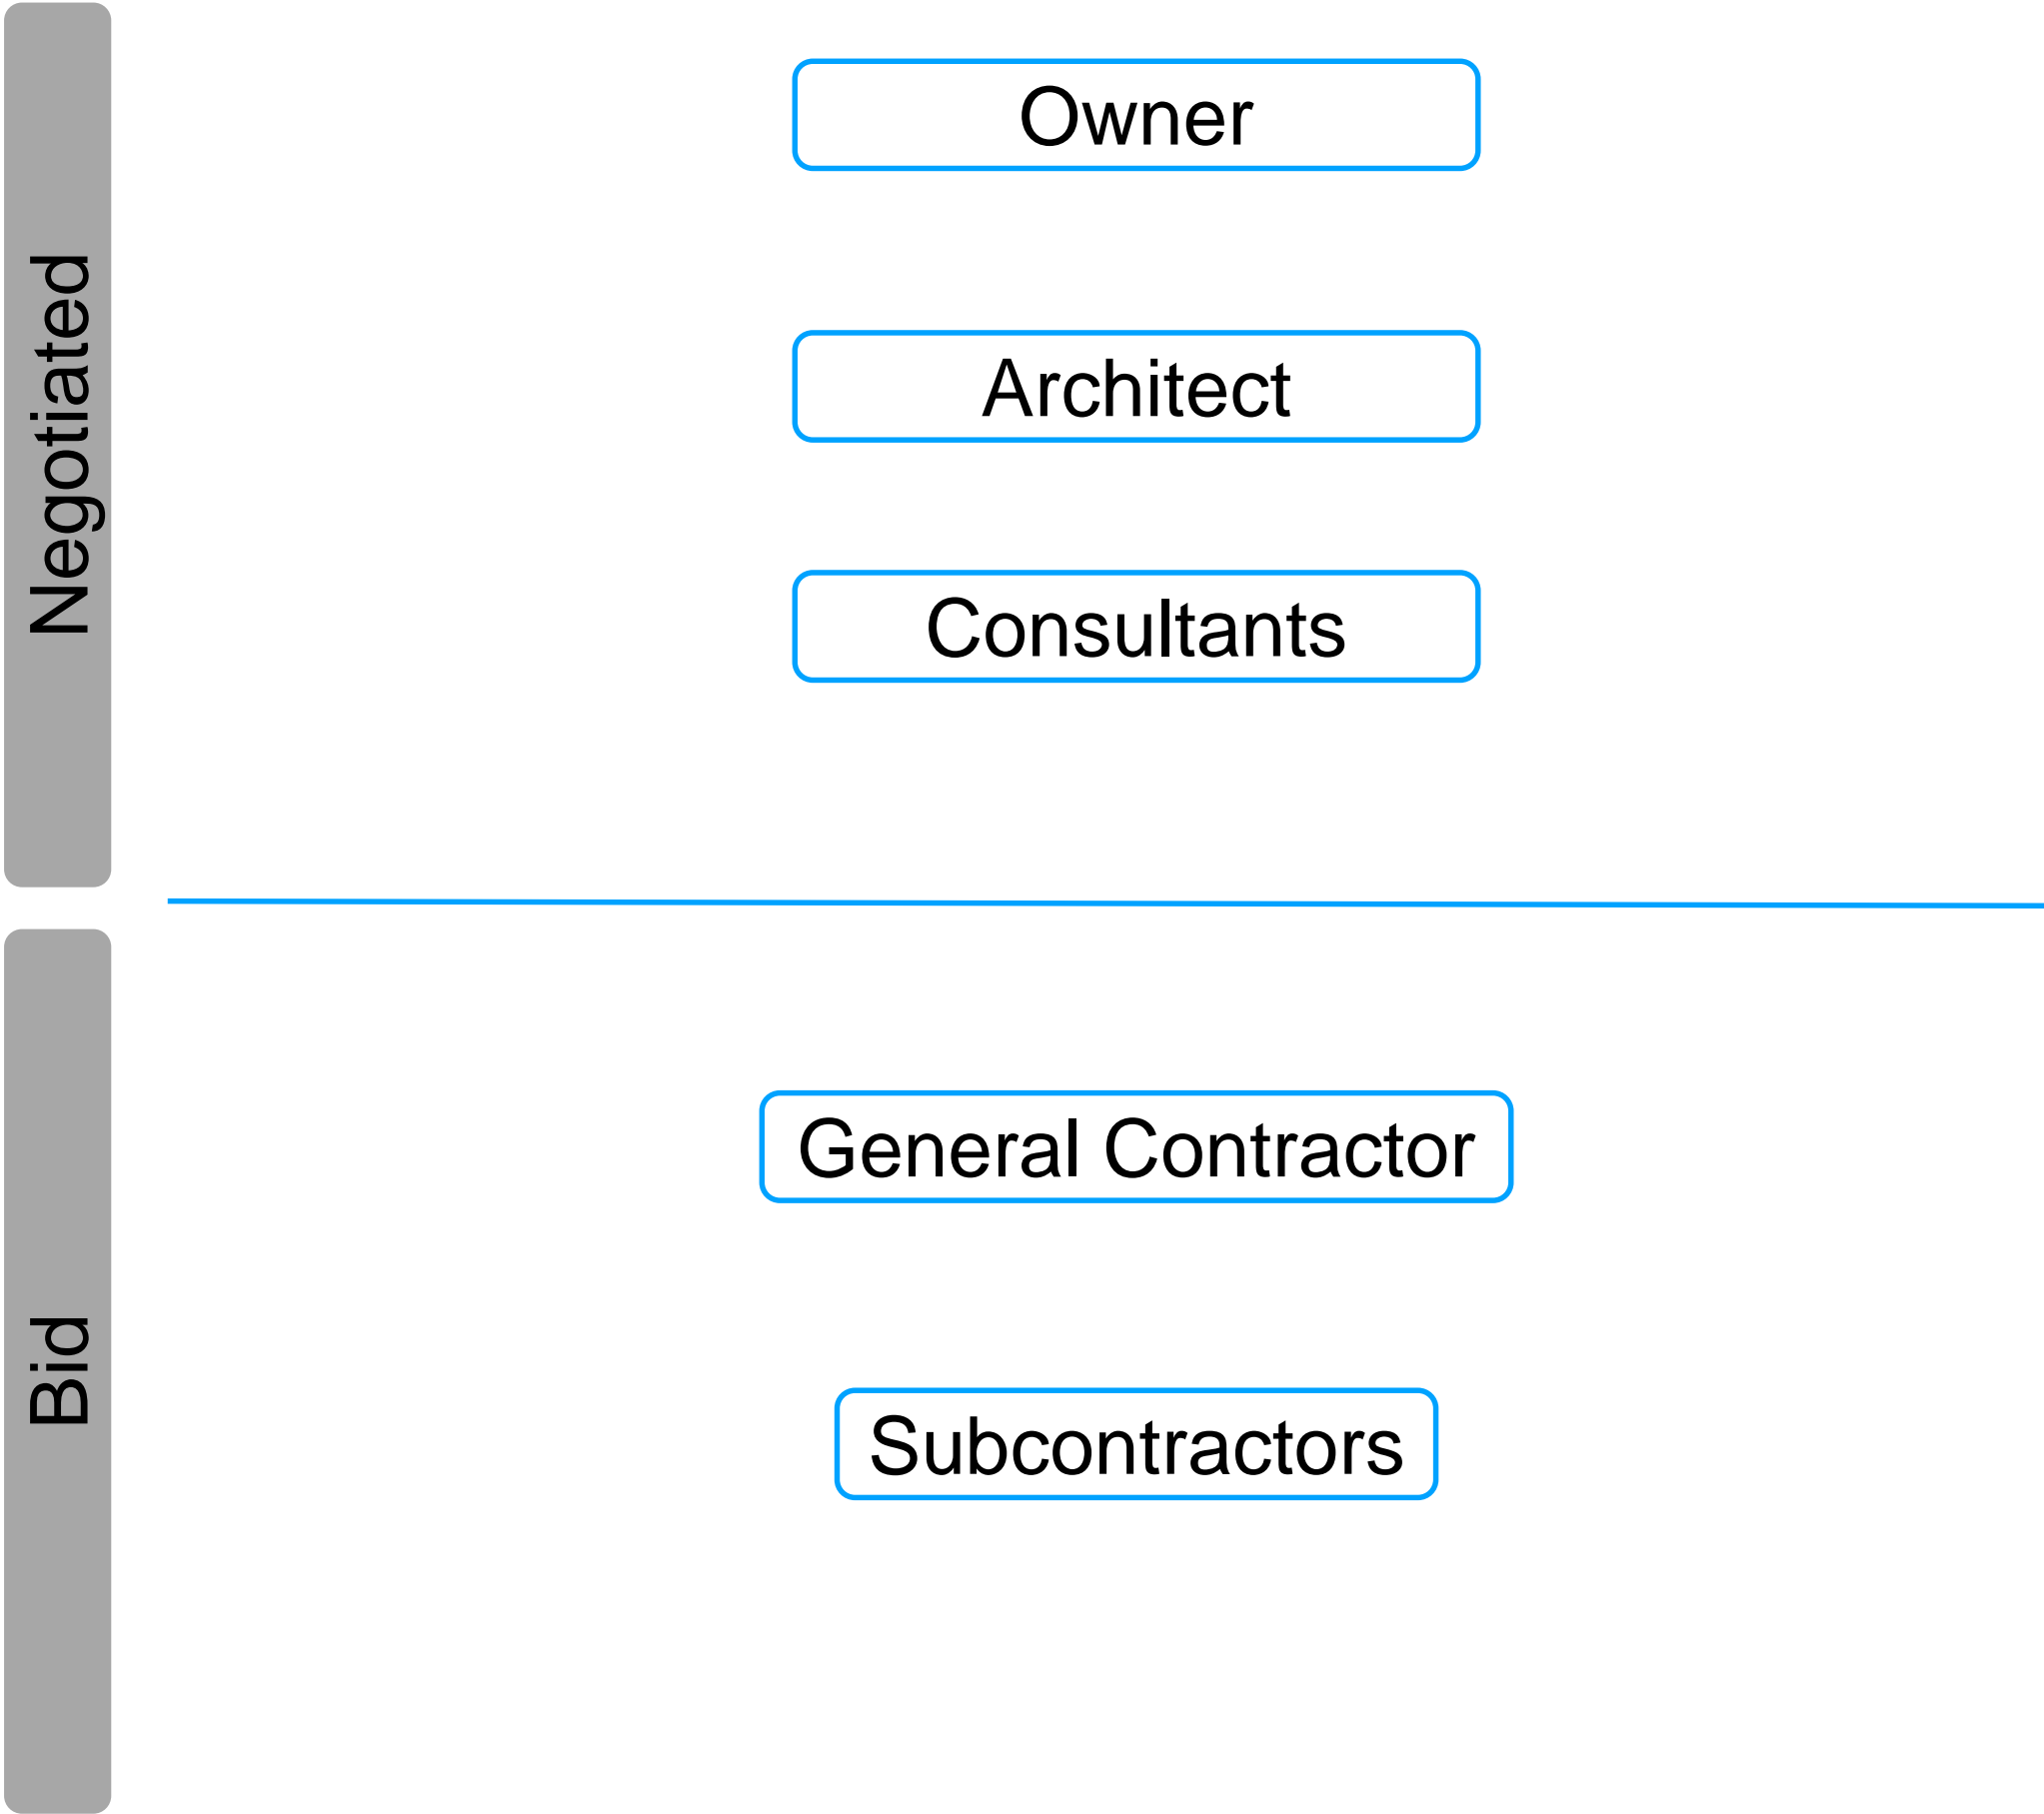 Negotiated
Owner
Architect
Consultants
Bid
General Contractor
Subcontractors